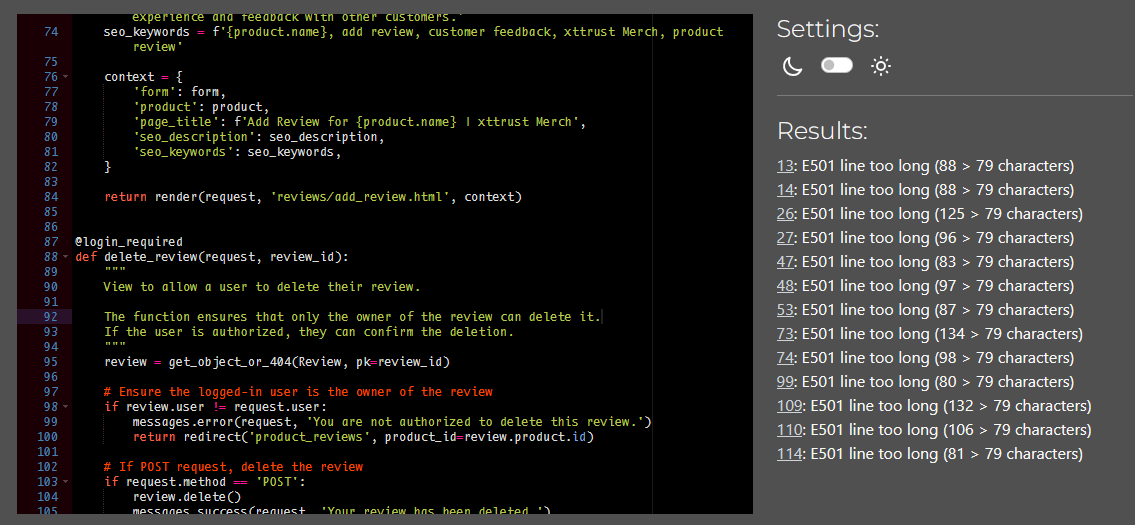 experience and feedback with other customers.'
74 seo_keywords = f'{product.name}, add review, customer feedback, xttrust Merch, product
review'
75
76 context = {
77 'form': form,
78 'product': product,
79 'page_title': f'Add Review for {product.name} | xttrust Merch',
80 'seo_description': seo_description,
81 'seo_keywords': seo_keywords,
82 }
83
84 return render(request, 'reviews/add_review.html', context)
85
86
87 @login_required
88 def delete_review(request, review_id):
89 """
90 View to allow a user to delete their review.
91
92 The function ensures that only the owner of the review can delete it.
93 If the user is authorized, they can confirm the deletion.
94 """
95 review = get_object_or_404(Review, pk=review_id)
96
97 # Ensure the logged-in user is the owner of the review
98 if review.user != request.user:
99 messages.error(request, 'You are not authorized to delete this review.')
100 return redirect('product_reviews', product_id=review.product.id)
101
102 # If POST request, delete the review
103 if request.method == 'POST':
104 review.delete()
105 messages.success(request, 'Your review has been deleted.')
Settings:
Results:
13: E501 line too long (88 > 79 characters)
14: E501 line too long (88 > 79 characters)
26: E501 line too long (125 > 79 characters)
27: E501 line too long (96 > 79 characters)
47: E501 line too long (83 > 79 characters)
48: E501 line too long (97 > 79 characters)
53: E501 line too long (87 > 79 characters)
73: E501 line too long (134 > 79 characters)
74: E501 line too long (98 > 79 characters)
99: E501 line too long (80 > 79 characters)
109: E501 line too long (132 > 79 characters)
110: E501 line too long (106 > 79 characters)
114: E501 line too long (81 > 79 characters)